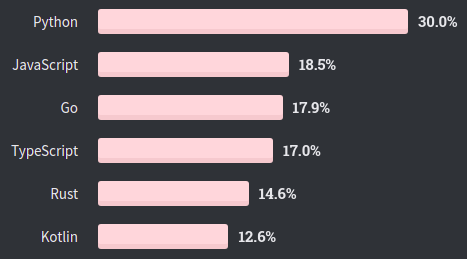 Python 30.0%
JavaScript 18.5%
Go 17.9%
TypeScript 17.0%
Rust 14.6%
Kotlin 12.6%